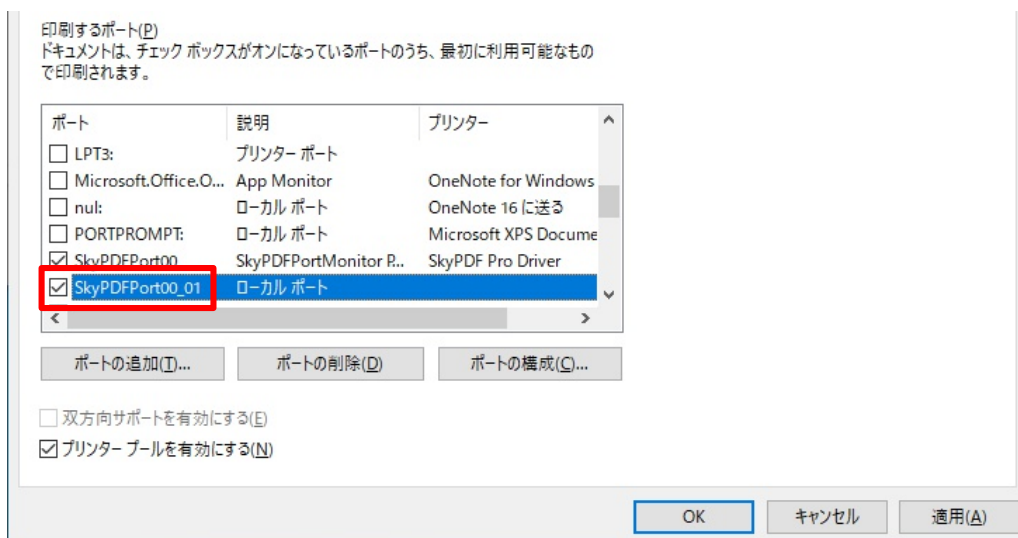 印刷するポート(P)
ドキュメントは、チェック ボックスがオンになっているポートのうち、最初に利用可能なもの
で印刷されます。
ポート 説明 プリンター
LPT3: プリンター ポート
Microsoft.Office.O... App Monitor OneNote for Windows
nul: ローカル ポート OneNote 16 に送る
PORTPROMPT: ローカル ポート Microsoft XPS Docume
SkyPDFPort00 SkyPDFPortMonitor P... SkyPDF Pro Driver
SkyPDFPort00_01 ローカル ポート
ポートの追加(T)... ポートの削除(D) ポートの構成(C)...
双方向サポートを有効にする(E)
プリンター プールを有効にする(N)
OK キャンセル 適用(A)